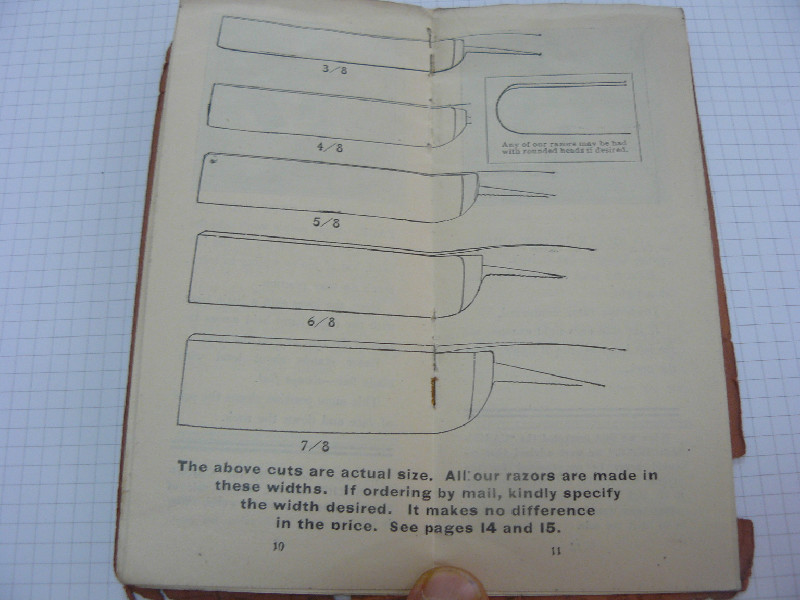 3/8
4/8
Any of our razors may be had
with rounded heads if desired.
5/8
6/8
7/8
The above cuts are actual size. All our razors are made in
these widths. If ordering by mail, kindly specify
the width desired. It makes no difference
in the price. See pages 14 and 15.
10
11